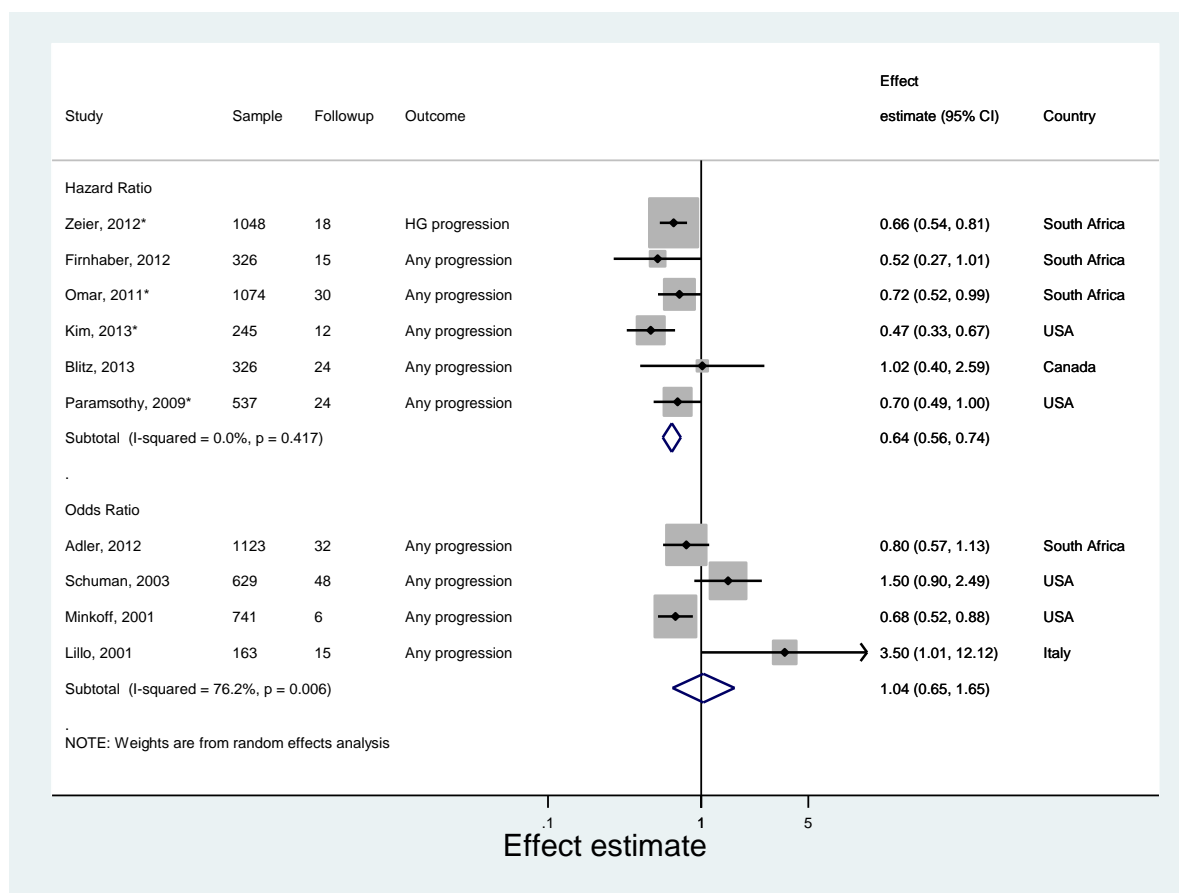 Effect
Study Sample Followup Outcome estimate (95% CI) Country
Hazard Ratio
Zeier, 2012* 1048 18 HG progression 0.66 (0.54, 0.81) South Africa
Firnhaber, 2012 326 15 Any progression 0.52 (0.27, 1.01) South Africa
Omar, 2011* 1074 30 Any progression 0.72 (0.52, 0.99) South Africa
Kim, 2013* 245 12 Any progression 0.47 (0.33, 0.67) USA
Blitz, 2013 326 24 Any progression 1.02 (0.40, 2.59) Canada
Paramsothy, 2009* 537 24 Any progression 0.70 (0.49, 1.00) USA
Subtotal (I-squared = 0.0%, p = 0.417) 0.64 (0.56, 0.74)
.
Odds Ratio
Adler, 2012 1123 32 Any progression 0.80 (0.57, 1.13) South Africa
Schuman, 2003 629 48 Any progression 1.50 (0.90, 2.49) USA
Minkoff, 2001 741 6 Any progression 0.68 (0.52, 0.88) USA
Lillo, 2001 163 15 Any progression 3.50 (1.01, 12.12) Italy
Subtotal (I-squared = 76.2%, p = 0.006) 1.04 (0.65, 1.65)
.
NOTE: Weights are from random effects analysis
.1 1 5
Effect estimate